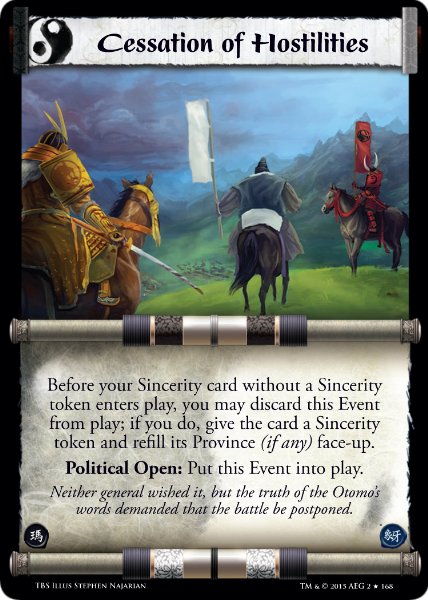 Cessation of Hostilities
Before your Sincerity card without a Sincerity
token enters play, you may discard this Event
from play; if you do, give the card a Sincerity
token and refill its Province (if any) face-up.
Political Open: Put this Event into play.
Neither general wished it, but the truth of the Otomo's
words demanded that the battle be postponed.
瑪
TBS Illus Stephen Najarian
TM & © 2015 AEG 2 ★ 168